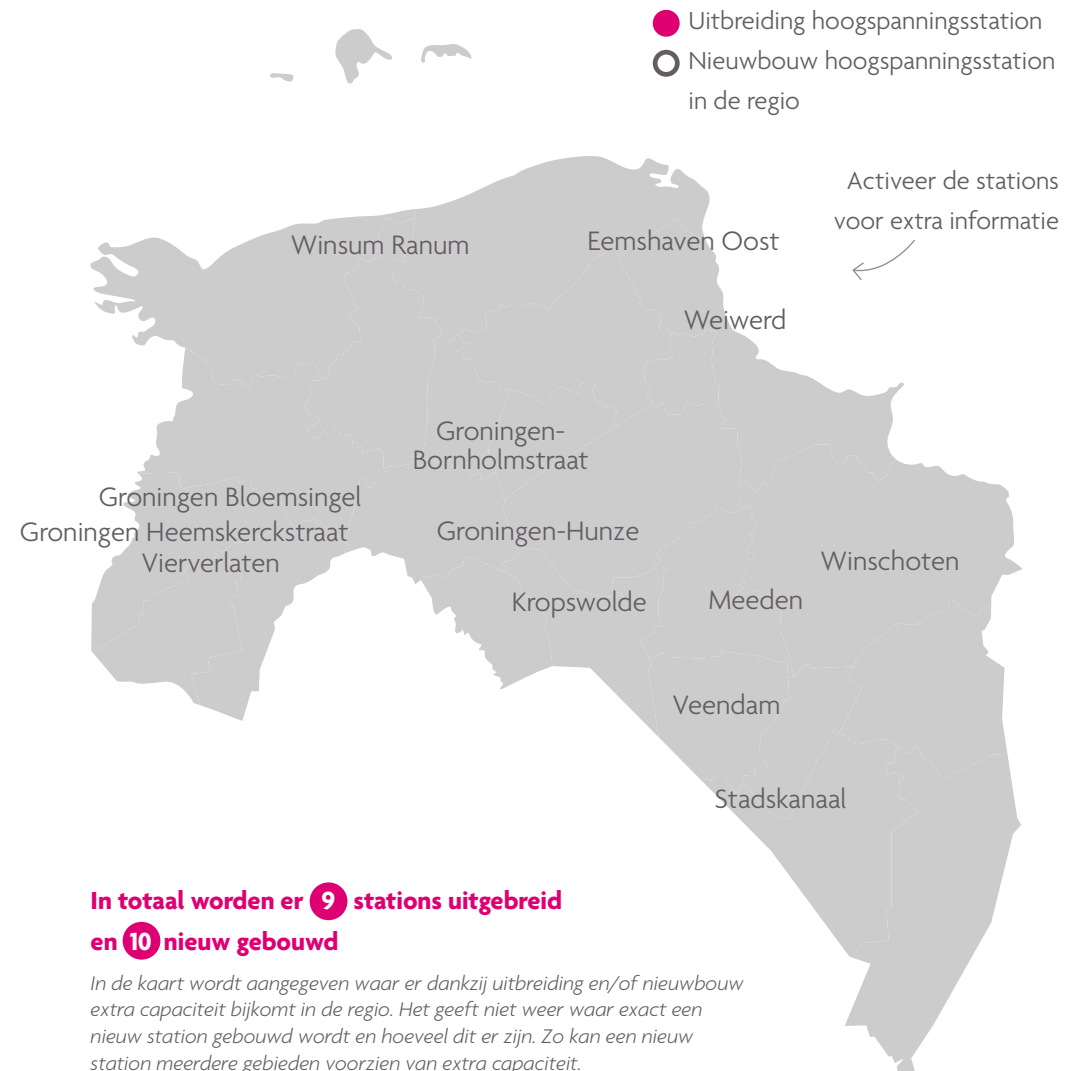 Uitbreiding hoogspanningsstation
Nieuwbouw hoogspanningsstation
in de regio
Activeer de stations
voor extra informatie
Winsum Ranum
Eemshaven Oost
Weiwerd
Groningen-
Bornholmstraat
Groningen Bloemsingel
Groningen Heemskerckstraat
Vierverlaten
Groningen-Hunze
Winschoten
Kropswolde
Meeden
Veendam
Stadskanaal
In totaal worden er 9 stations uitgebreid
en 10 nieuw gebouwd
In de kaart wordt aangegeven waar er dankzij uitbreiding en/of nieuwbouw
extra capaciteit bijkomt in de regio. Het geeft niet weer waar exact een
nieuw station gebouwd wordt en hoeveel dit er zijn. Zo kan een nieuw
station meerdere gebieden voorzien van extra capaciteit.